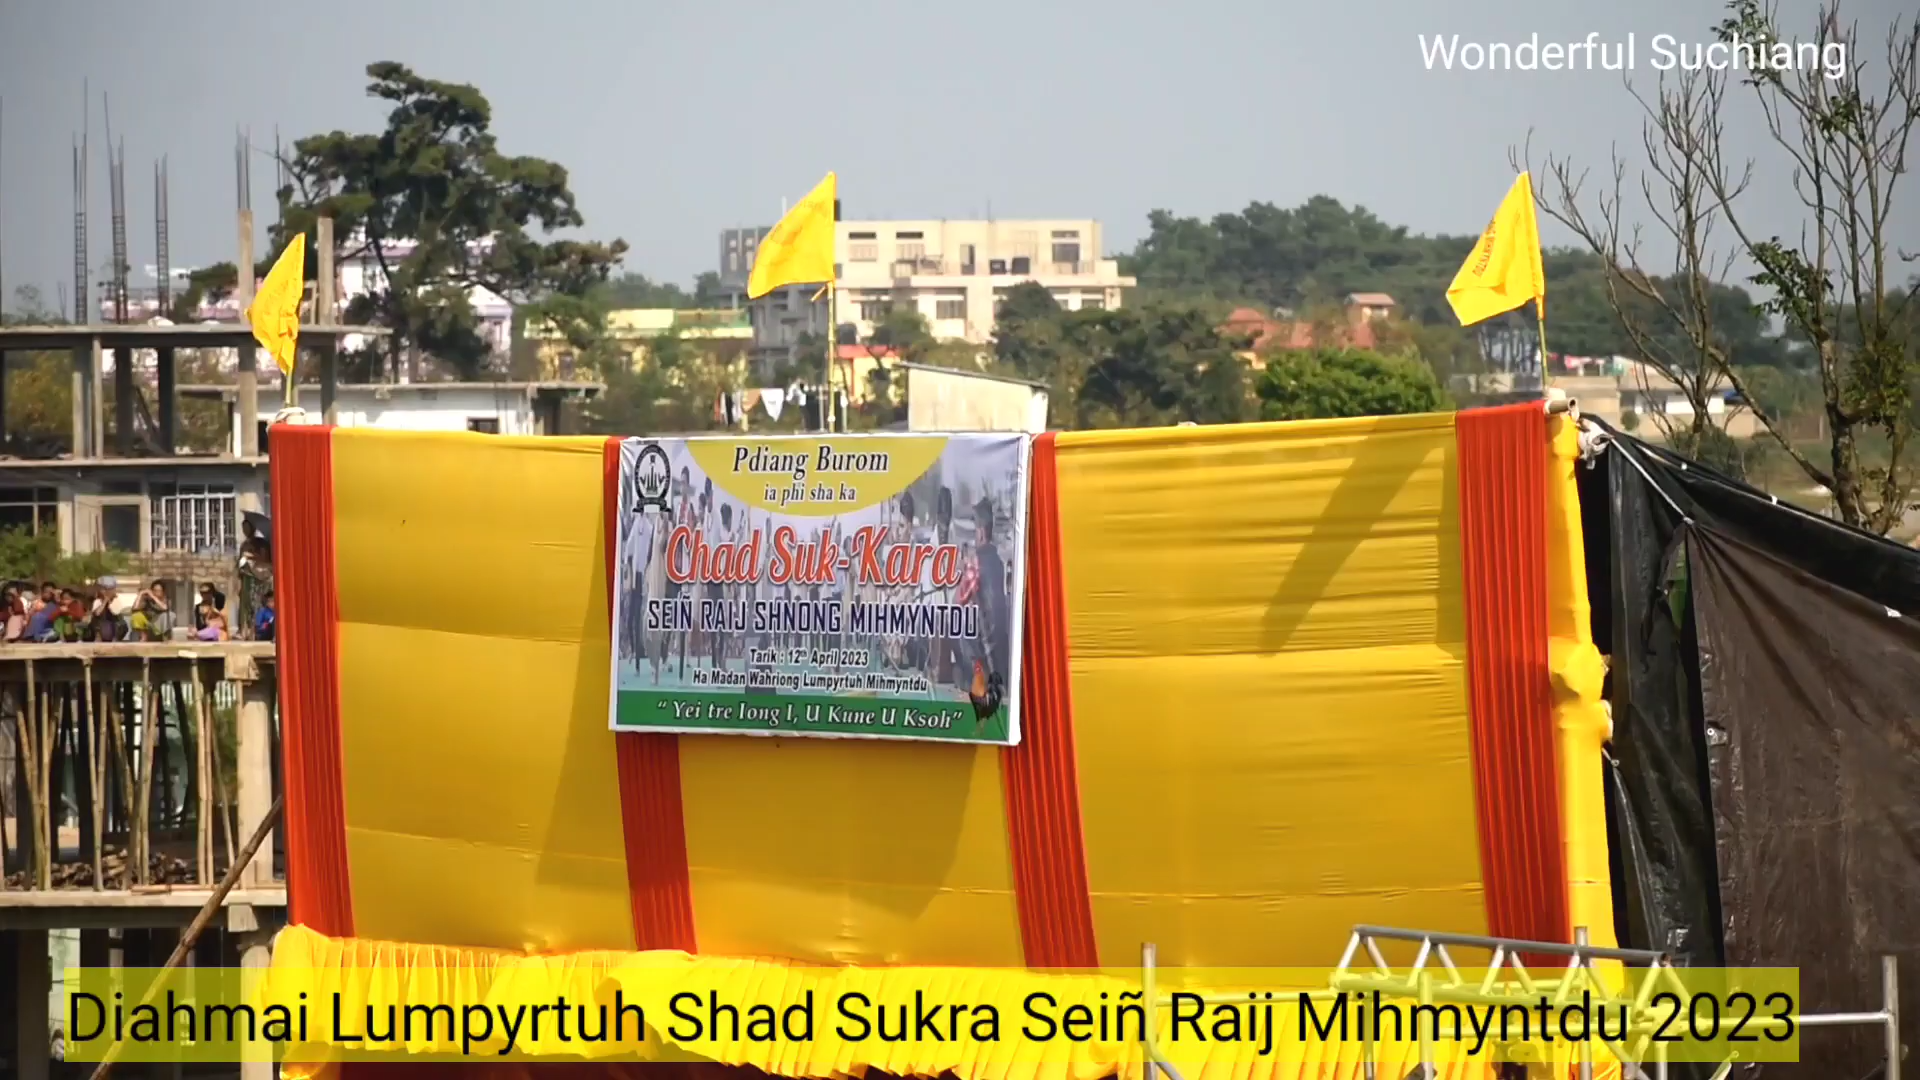 Wonderful Suchiang
Pdiang Burom
ia phi sha ka
Chad Suk-Kara
SEIÑ RAIJ SHNONG MIHMYNTDU
Tarik : 12th April 2023
Ha Madan Wahriong Lumpyrtuh Mihmyntdu
“ Yei tre Iong I, U Kune U Ksoh”
Diahmai Lumpyrtuh Shad Sukra Seiñ Raij Mihmyntdu 2023